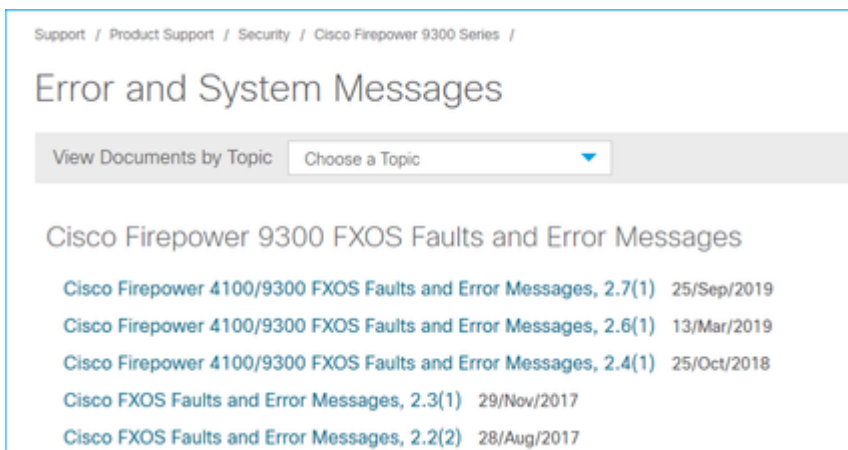 Support / Product Support / Security / Cisco Firepower 9300 Series /
Error and System Messages
View Documents by Topic Choose a Topic
Cisco Firepower 9300 FXOS Faults and Error Messages
Cisco Firepower 4100/9300 FXOS Faults and Error Messages, 2.7(1) 25/Sep/2019
Cisco Firepower 4100/9300 FXOS Faults and Error Messages, 2.6(1) 13/Mar/2019
Cisco Firepower 4100/9300 FXOS Faults and Error Messages, 2.4(1) 25/Oct/2018
Cisco FXOS Faults and Error Messages, 2.3(1) 29/Nov/2017
Cisco FXOS Faults and Error Messages, 2.2(2) 28/Aug/2017